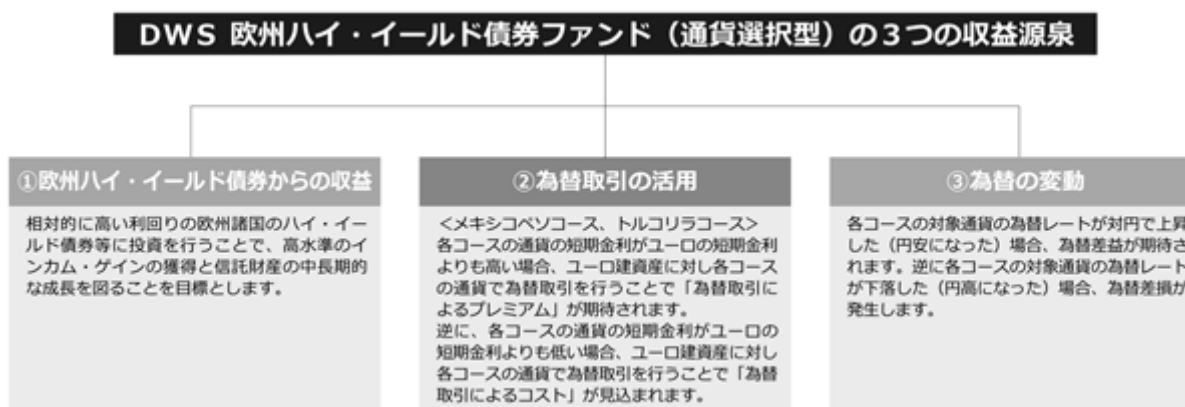 DWS 欧州ハイ・イールド債券ファンド（通貨選択型）の３つの収益源泉
①欧州ハイ・イールド債券からの収益
相対的に高い利回りの欧州諸国のハイ・イー
ルド債券等に投資を行うことで、高水準のイ
ンカム・ゲインの獲得と信託財産の中長期的
な成長を図ることを目標とします。
②為替取引の活用
＜メキシコペソコース、トルコリラコース＞
各コースの通貨の短期金利がユーロの短期金利
よりも高い場合、ユーロ建資産に対し各コース
の通貨で為替取引を行うことで「為替取引に
よるプレミアム」が期待されます。
逆に、各コースの通貨の短期金利がユーロの
短期金利よりも低い場合、ユーロ建資産に対し
各コースの通貨で為替取引を行うことで「為替
取引によるコスト」が見込まれます。
③為替の変動
各コースの対象通貨の為替レートが対円で上昇
した（円安になった）場合、為替差益が期待さ
れます。逆に各コースの対象通貨の為替レート
が下落した（円高になった）場合、為替差損が
発生します。